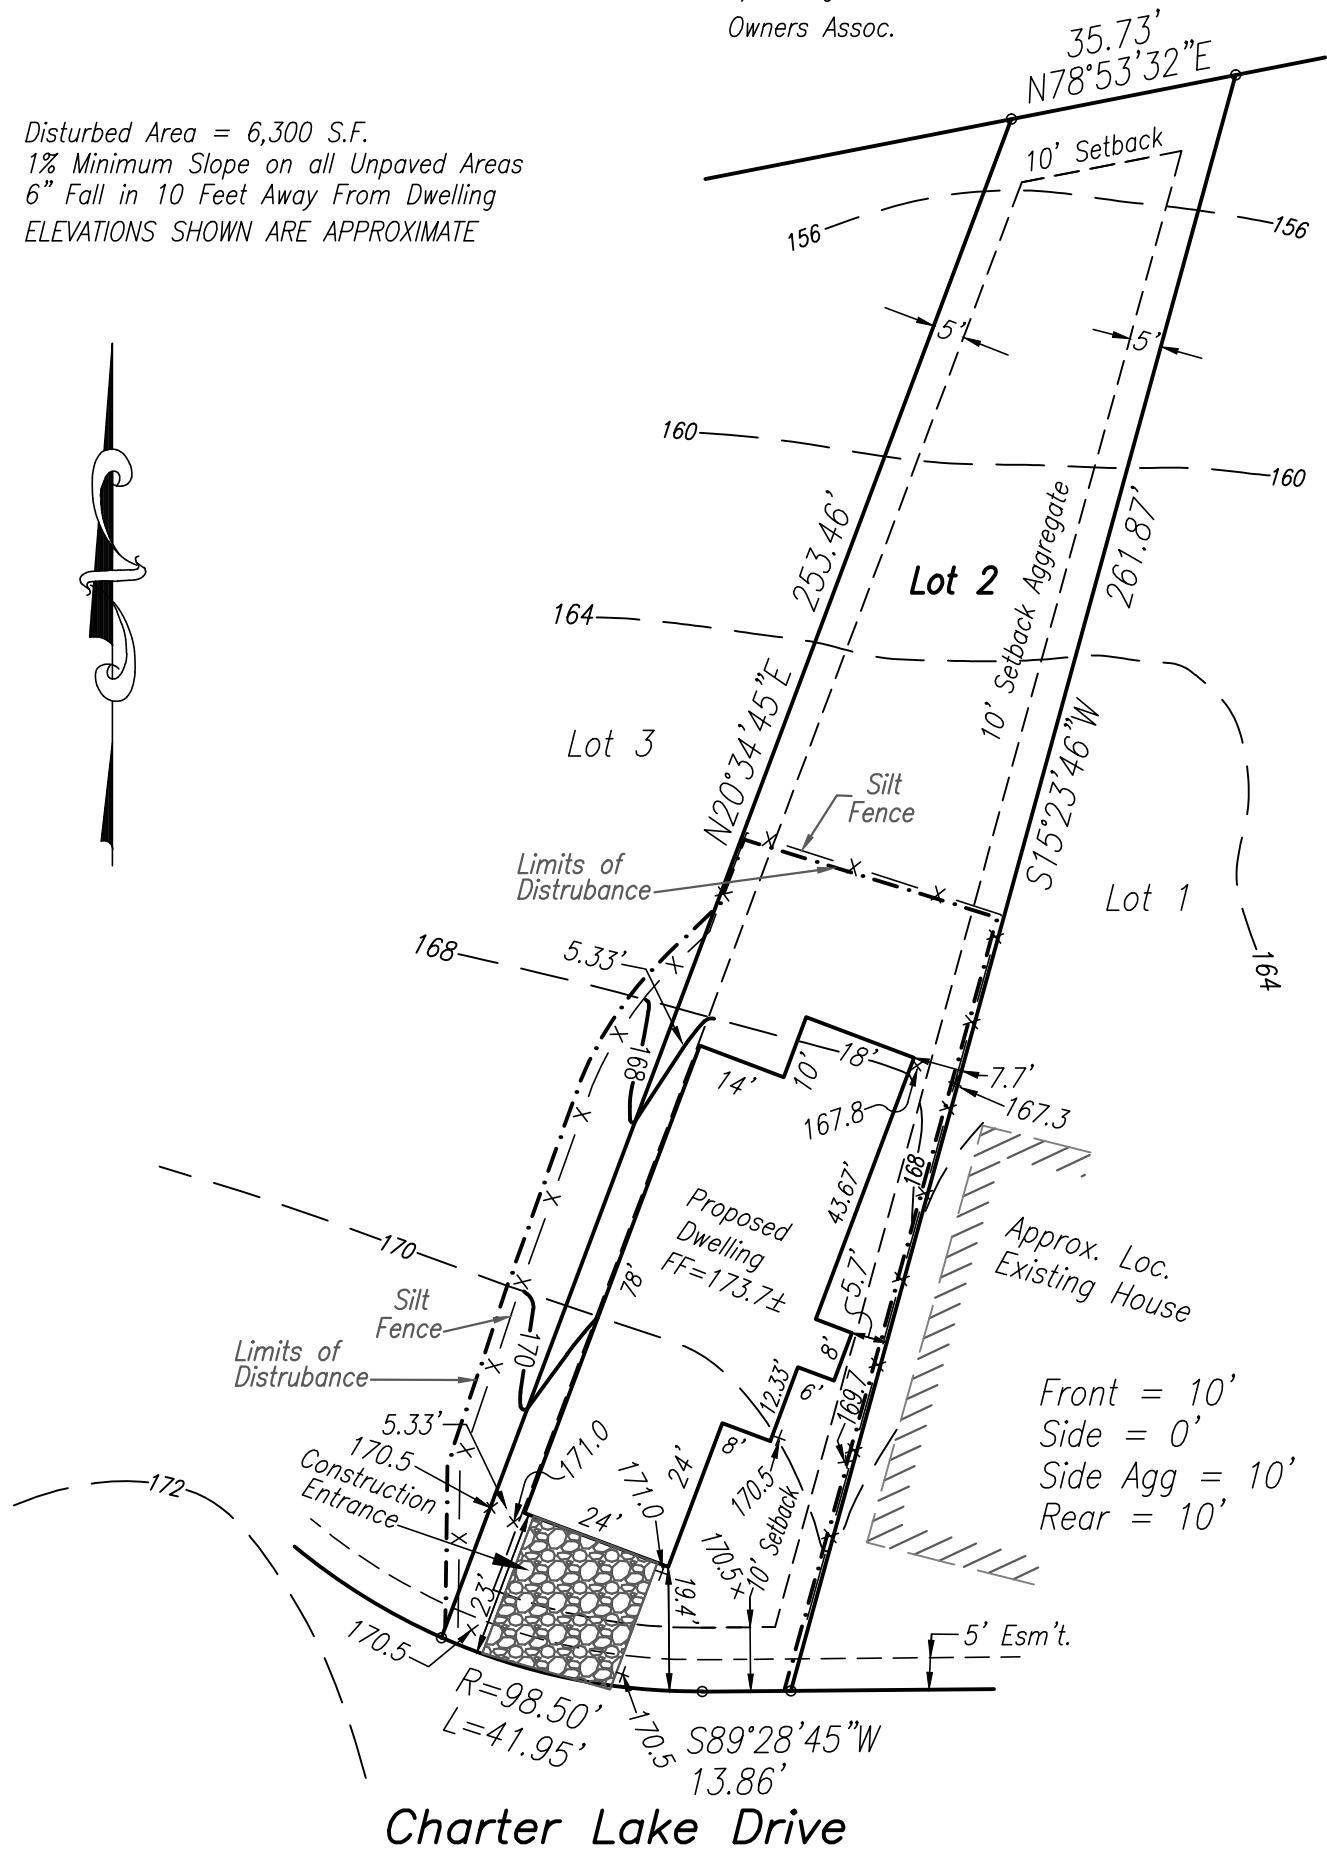 Owners Assoc.
35.73'
N78°53'32"E
Disturbed Area = 6,300 S.F.
1% Minimum Slope on all Unpaved Areas
6" Fall in 10 Feet Away From Dwelling
ELEVATIONS SHOWN ARE APPROXIMATE
10' Setback
156
156
5'
5'
160
160
253.46'
10' Setback Aggregate
261.87'
Lot 2
164
N20°34'45"E
S15°23'46"W
Lot 3
Silt
Fence
Limits of
Distrubance
Lot 1
168
5.33'
164
168
14'
10'
18'
7.7'
167.8
167.3
168
43.67'
Proposed
Dwelling
FF=173.7±
78'
5.7'
Approx. Loc.
Existing House
170
Silt
Fence
Limits of
Distrubance
170
8'
6'
12.33'
169.7
Front = 10'
Side = 0'
Side Agg = 10'
Rear = 10'
5.33'
170.5
Construction
Entrance
171.0
8'
24'
171.0
170.5
172
24'
170.5
10' Setback
23'
19.4'
170.5
5' Esm't.
R=98.50'
L=41.95'
170.5
S89°28'45"W
13.86'
Charter Lake Drive